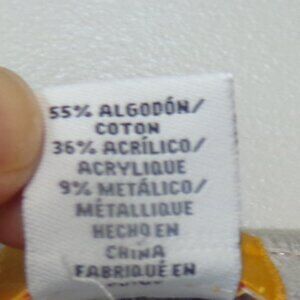 55% ALGODÓN/
COTON
36% ACRÍLICO/
ACRYLIQUE
9% METÁLICO/
MÉTALLIQUE
HECHO EN
CHINA
FABRIQUÉ EN